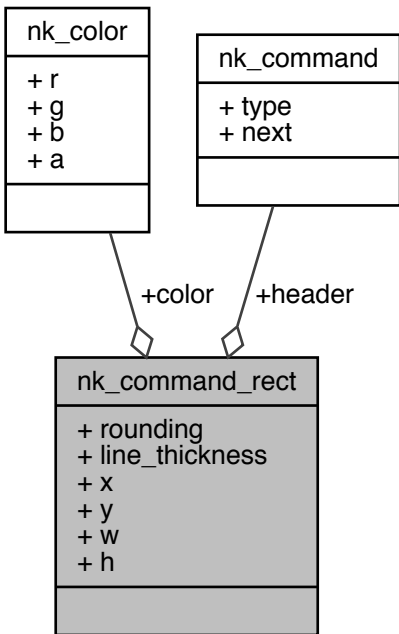 nk_color
+ r
+ g
+ b
+ a
nk_command
+ type
+ next
+color
+header
nk_command_rect
+ rounding
+ line_thickness
+ x
+ y
+ w
+ h